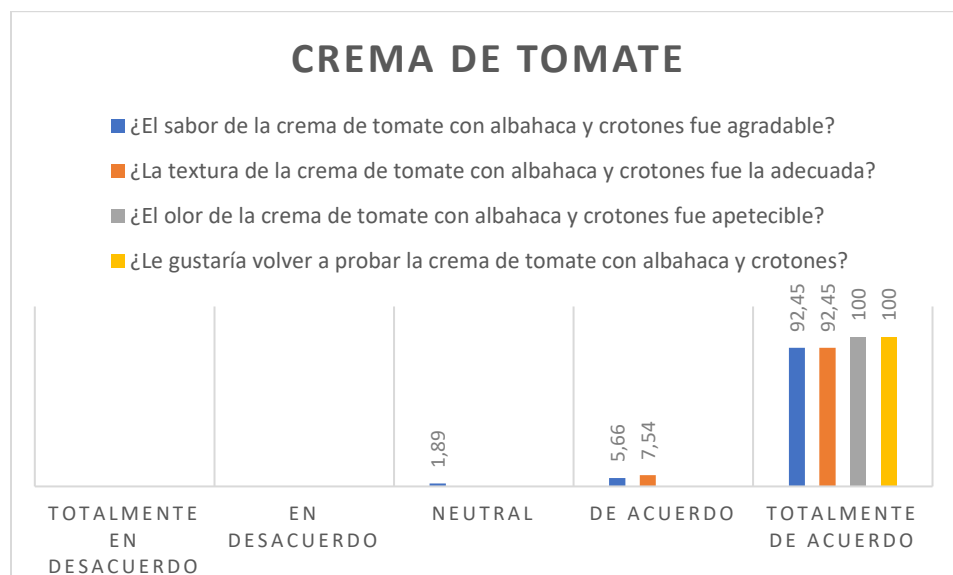 CREMA DE TOMATE
¿El sabor de la crema de tomate con albahaca y crotones fue agradable?
¿La textura de la crema de tomate con albahaca y crotones fue la adecuada?
¿El olor de la crema de tomate con albahaca y crotones fue apetecible?
¿Le gustaría volver a probar la crema de tomate con albahaca y crotones?
1,89
5,66
7,54
92,45
92,45
100
100
TOTALMENTE
EN
DESACUERDO
EN
DESACUERDO
NEUTRAL
DE ACUERDO
TOTALMENTE
DE ACUERDO